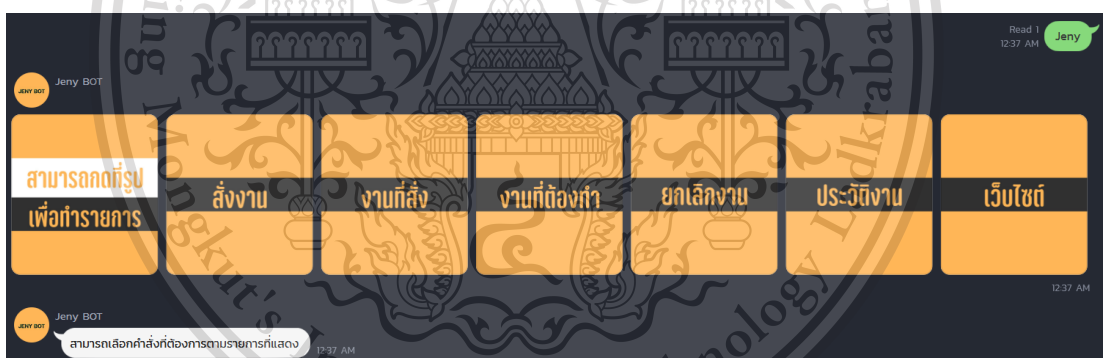 Read 1
12:37 AM
Jeny
JENY BOT
Jeny BOT
สามารถกดที่รูป
เพื่อทำรายการ
สั่งงาน
งานที่สั่ง
งานที่ต้องทำ
ยกเลิกงาน
ประวัติงาน
เว็บไซต์
12:37 AM
JENY BOT
Jeny BOT
สามารถเลือกคำสั่งที่ต้องการตามรายการที่แสดง
12:37 AM